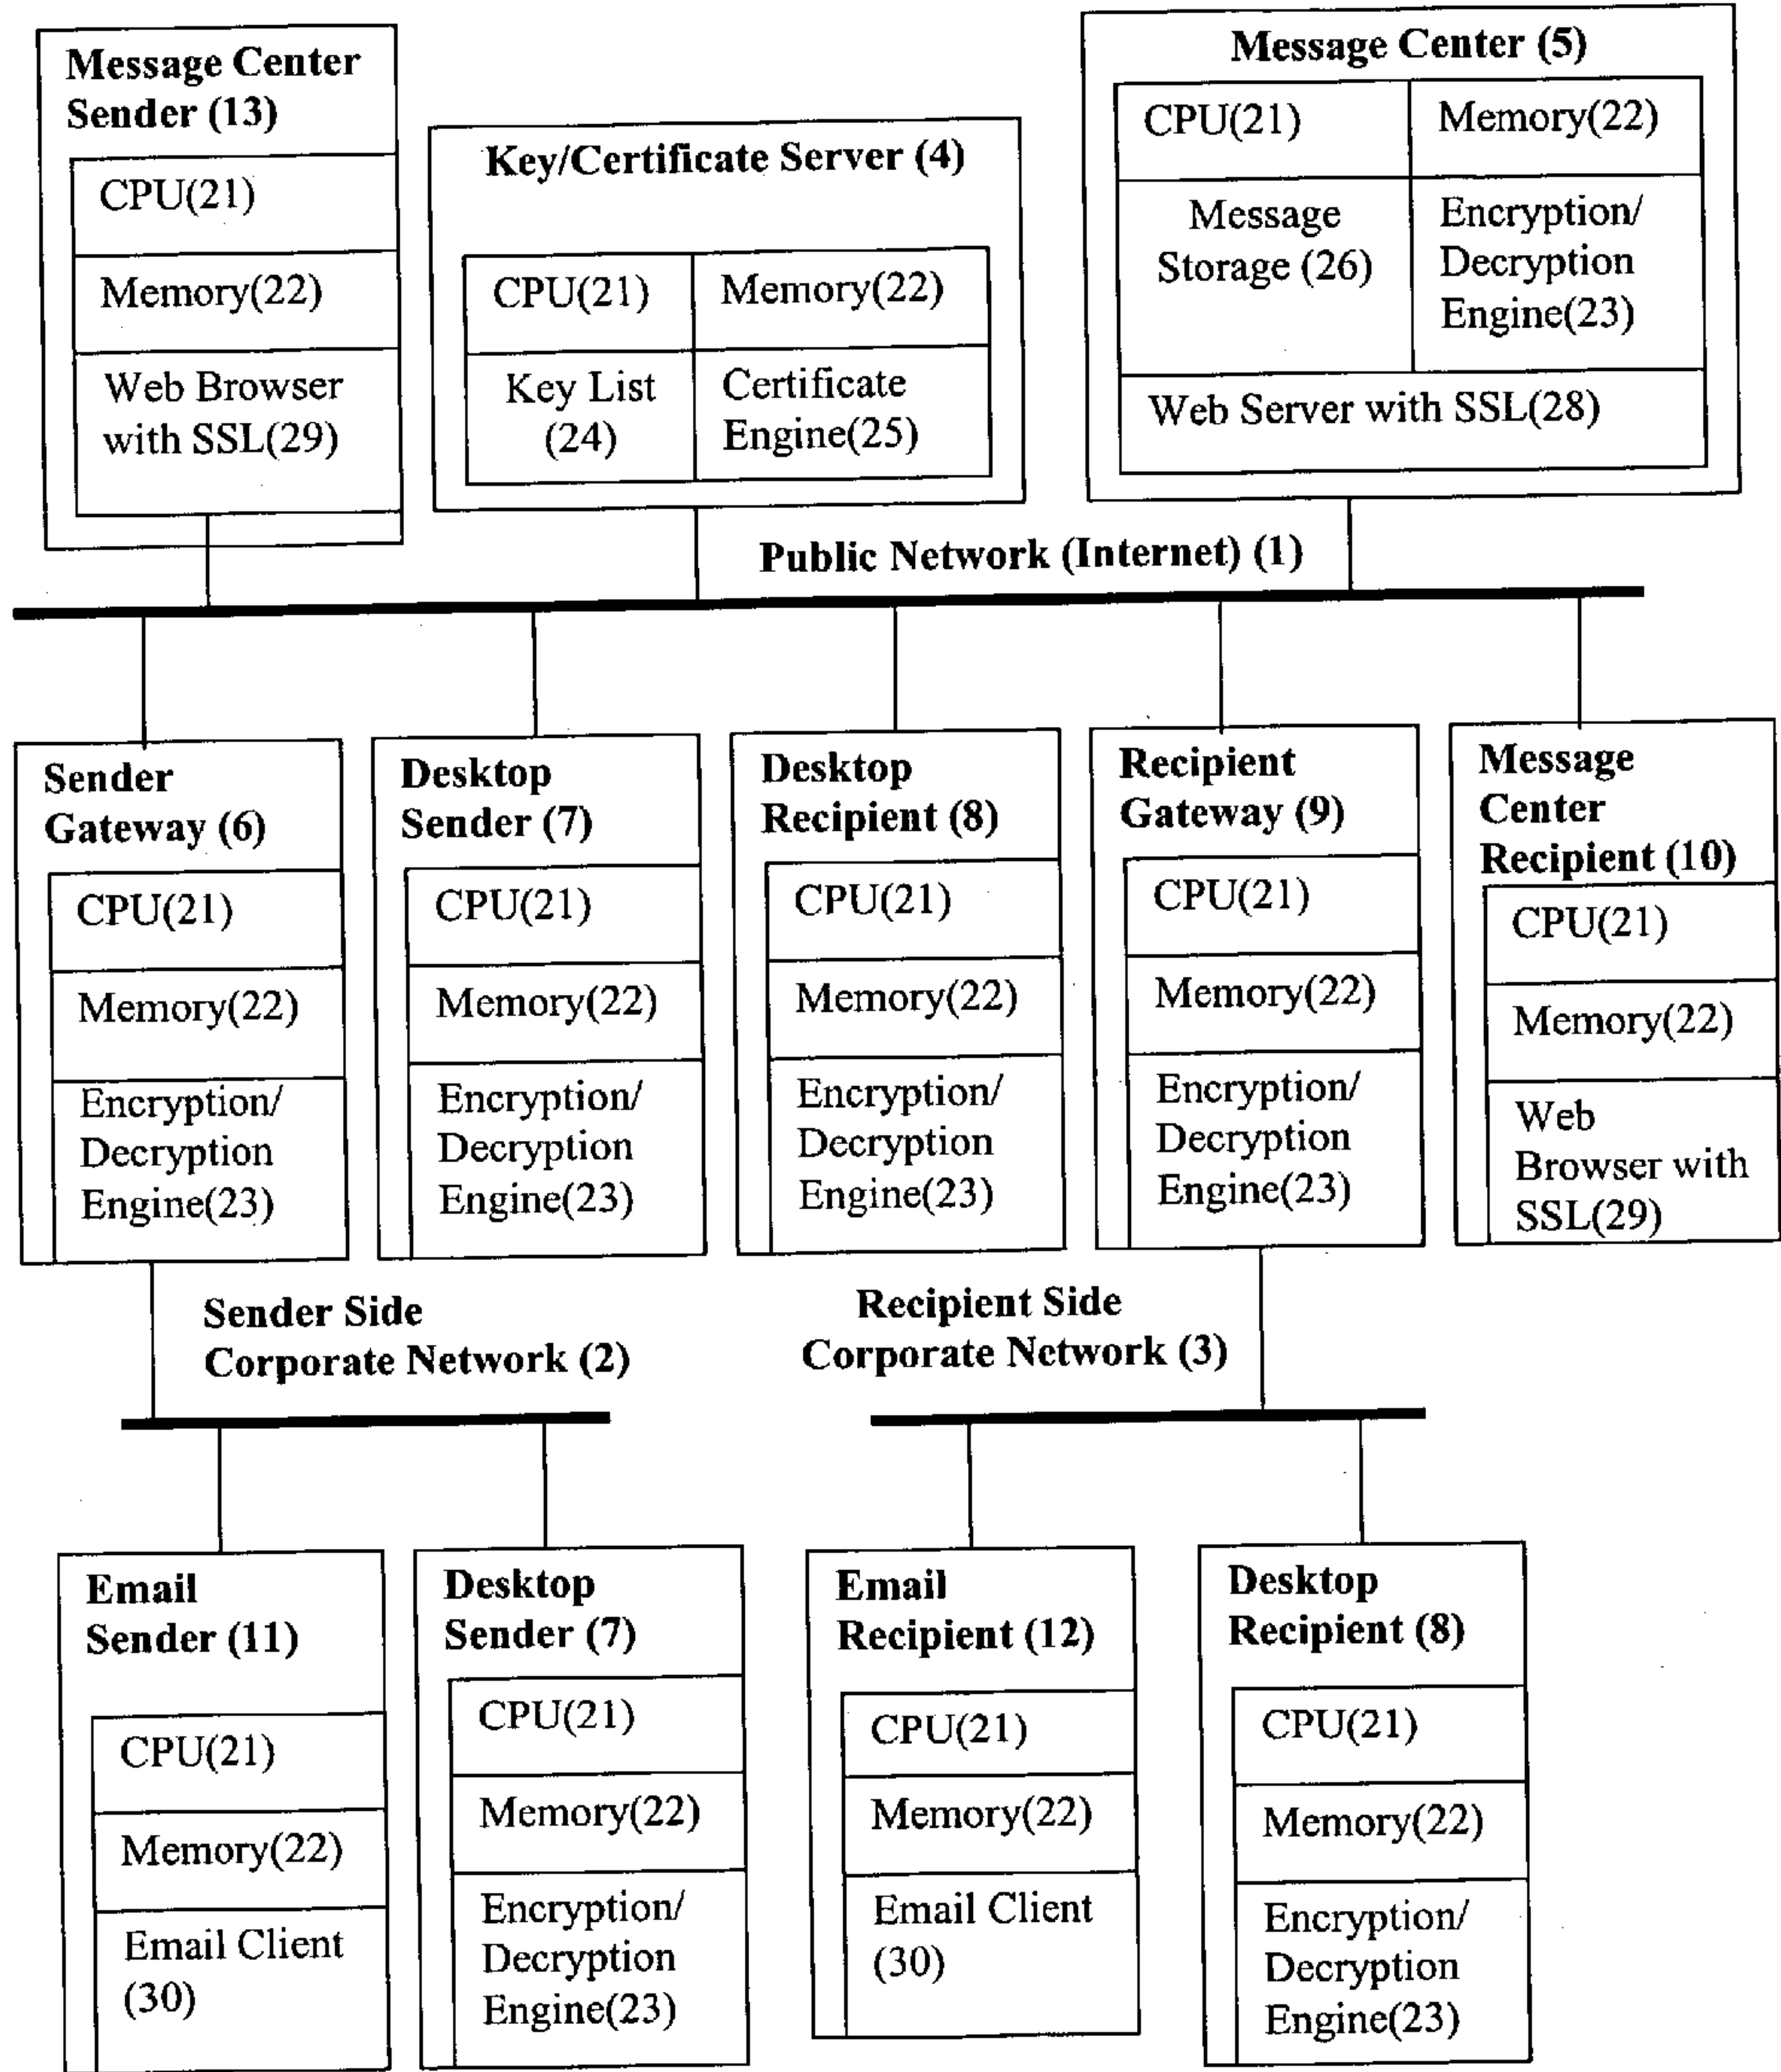 Message Center
Sender (13)
CPU(21)
Memory(22)
Web Browser
with SSL(29)
Key/Certificate Server (4)
CPU(21)
Memory(22)
Key List
(24)
Certificate
Engine(25)
Message Center (5)
CPU(21)
Memory(22)
Message
Storage (26)
Encryption/
Decryption
Engine(23)
Web Server with SSL(28)
Public Network (Internet) (1)
Sender
Gateway (6)
CPU(21)
Memory(22)
Encryption/
Decryption
Engine(23)
Desktop
Sender (7)
CPU(21)
Memory(22)
Encryption/
Decryption
Engine(23)
Desktop
Recipient (8)
CPU(21)
Memory(22)
Encryption/
Decryption
Engine(23)
Recipient
Gateway (9)
CPU(21)
Memory(22)
Encryption/
Decryption
Engine(23)
Message
Center
Recipient (10)
CPU(21)
Memory(22)
Web
Browser with
SSL(29)
Sender Side
Corporate Network (2)
Recipient Side
Corporate Network (3)
Email
Sender (11)
CPU(21)
Memory(22)
Email Client
(30)
Desktop
Sender (7)
CPU(21)
Memory(22)
Encryption/
Decryption
Engine(23)
Email
Recipient (12)
CPU(21)
Memory(22)
Email Client
(30)
Desktop
Recipient (8)
CPU(21)
Memory(22)
Encryption/
Decryption
Engine(23)